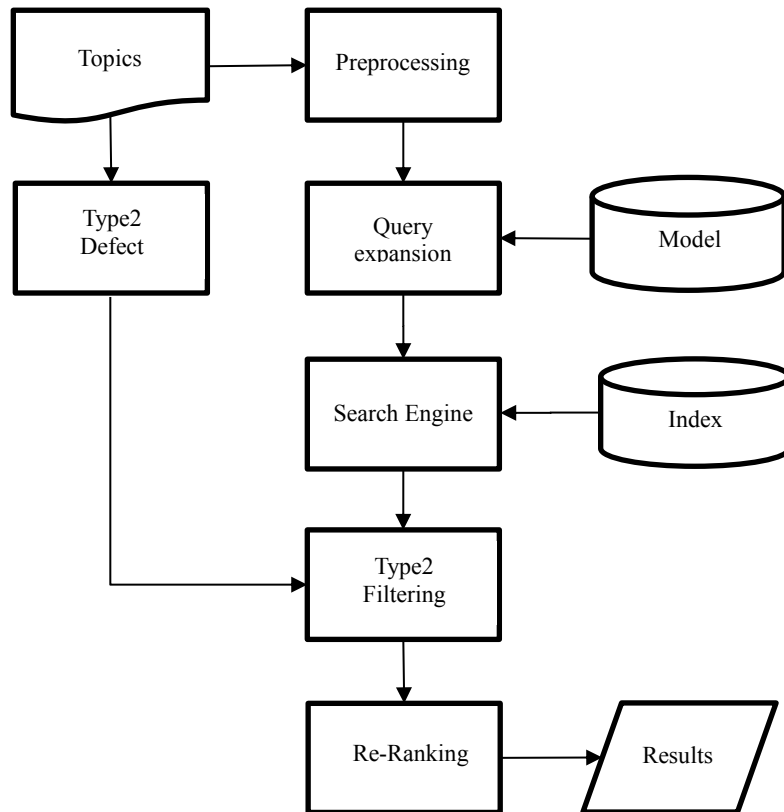 Topics
Preprocessing
Type2
Defect
Query
expansion
Model
Search Engine
Index
Type2
Filtering
Re-Ranking
Results